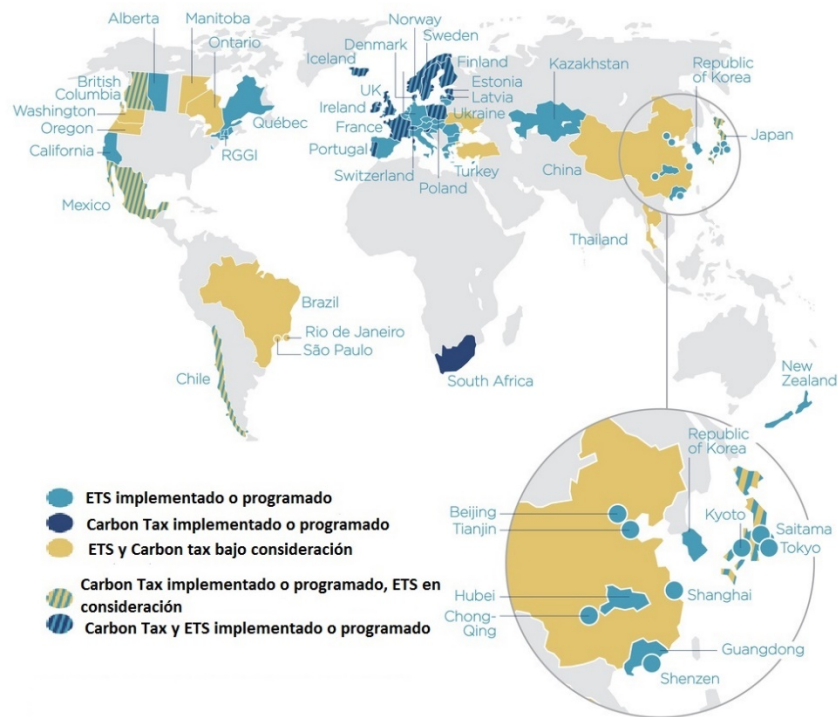 Alberta
Manitoba
Ontario
British
Columbia
Washington
Oregon
California
Québec
RGGI
Mexico
Norway
Sweden
Denmark
Finland
Iceland
UK
Estonia
Latvia
Ireland
Ukraine
France
Portugal
Switzerland
Poland
Turkey
Kazakhstan
Republic
of Korea
Japan
China
Thailand
Brazil
Rio de Janeiro
São Paulo
Chile
South Africa
New
Zealand
Republic
of Korea
Beijing
Tianjin
Kyoto
Saitama
Tokyo
Hubei
Shanghai
Chong-
Qing
Guangdong
Shenzen
ETS implementado o programado
Carbon Tax implementado o programado
ETS y Carbon tax bajo consideración
Carbon Tax implementado o programado, ETS en
consideración
Carbon Tax y ETS implementado o programado